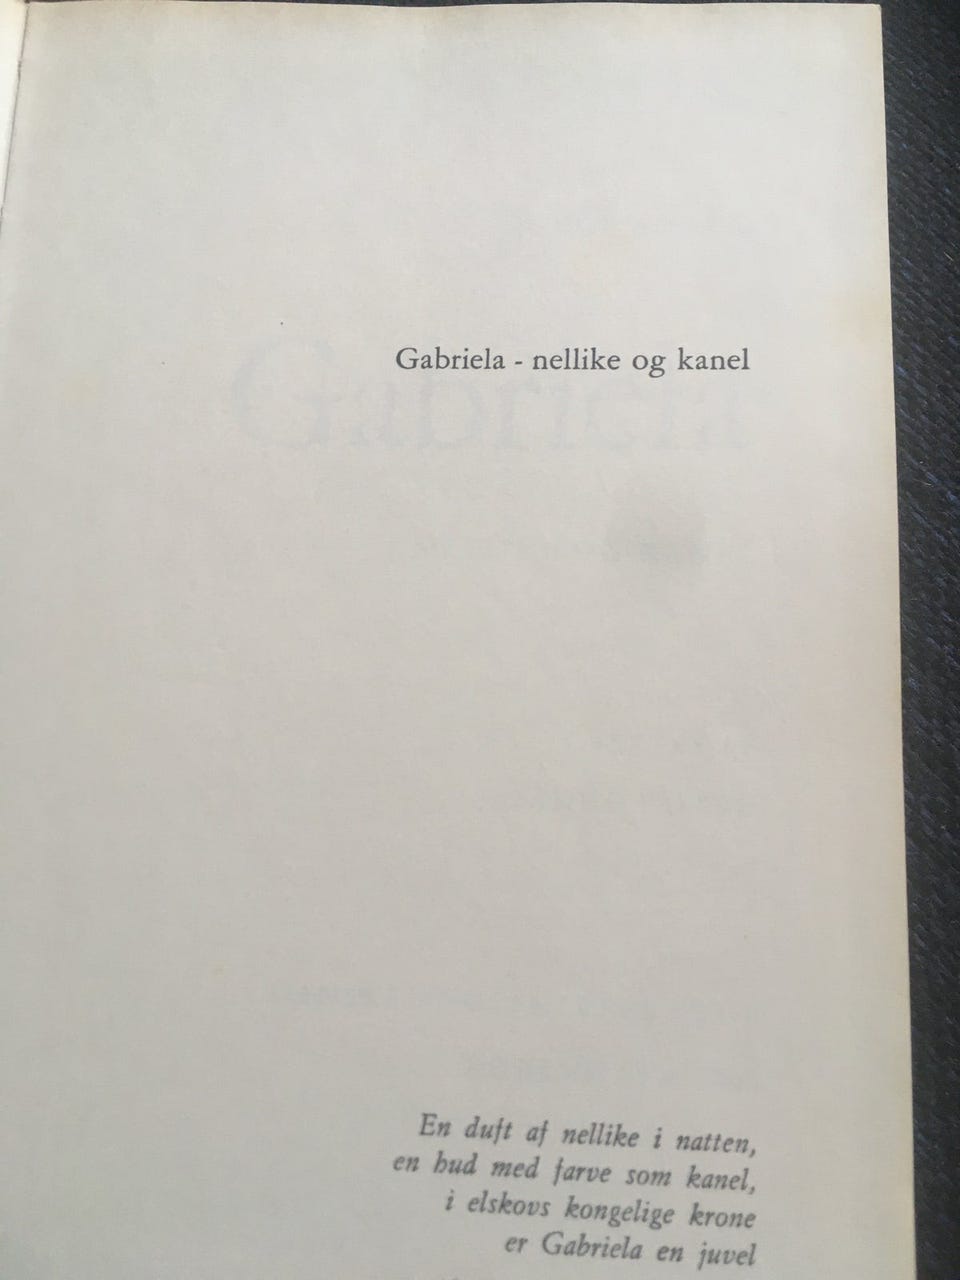 Gabriela - nellike og kanel
En duft af nellike i natten,
en hud med farve som kanel,
i elskovs kongelige krone
er Gabriela en juvel